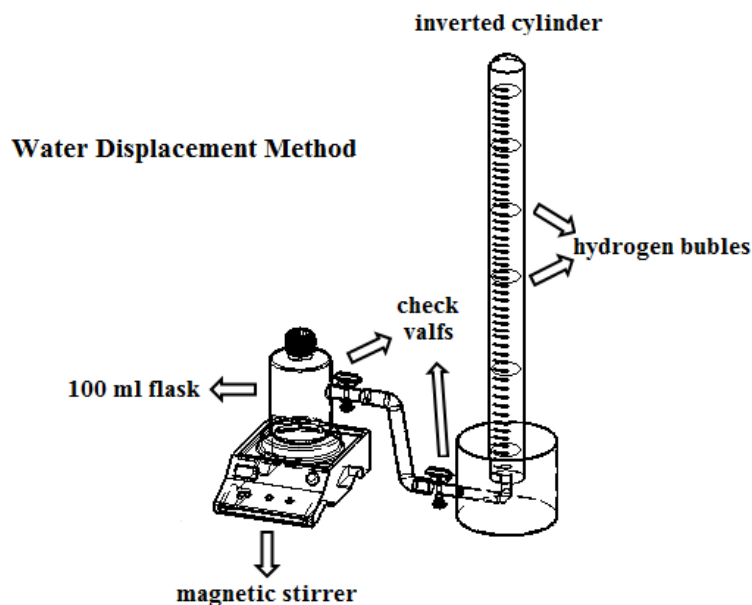 inverted cylinder
Water Displacement Method
hydrogen bubles
check
valfs
100 ml flask
magnetic stirrer